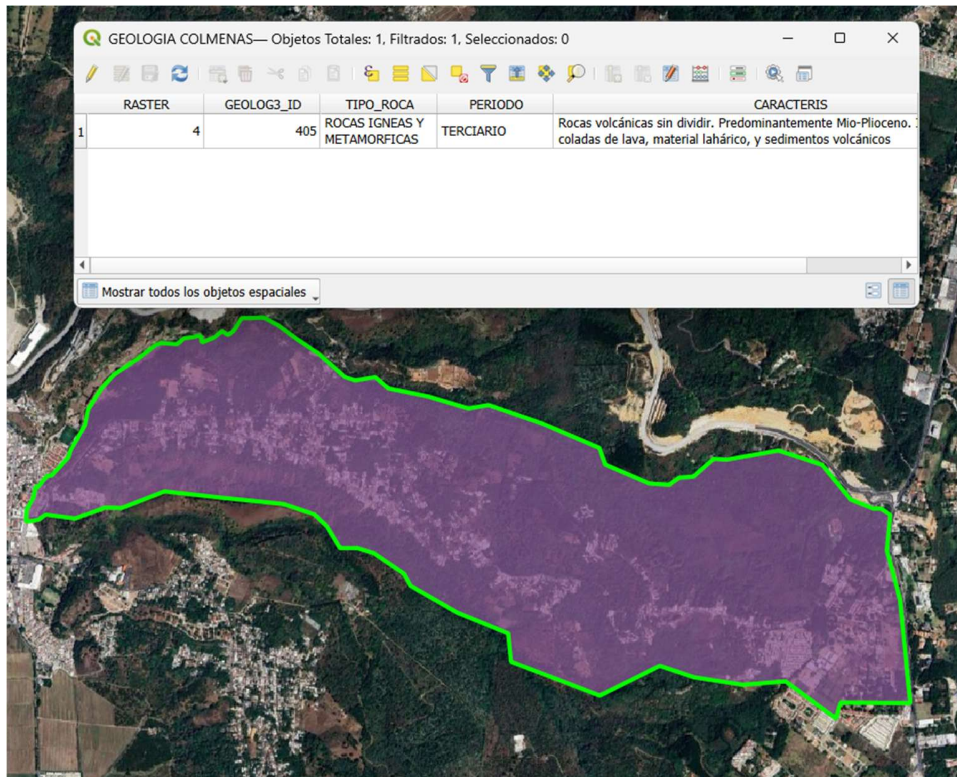 GEOLOGIA COLMENAS— Objetos Totales: 1, Filtrados: 1, Seleccionados: 0
RASTER GEOLOG3_ID TIPO_ROCA PERIODO CARACTERIS
1 4 405 ROCAS IGNEAS Y METAMORFICAS TERCIARIO Rocas volcánicas sin dividir. Predominantemente Mio-Plioceno.
coladas de lava, material lahárico, y sedimentos volcánicos
Mostrar todos los objetos espaciales